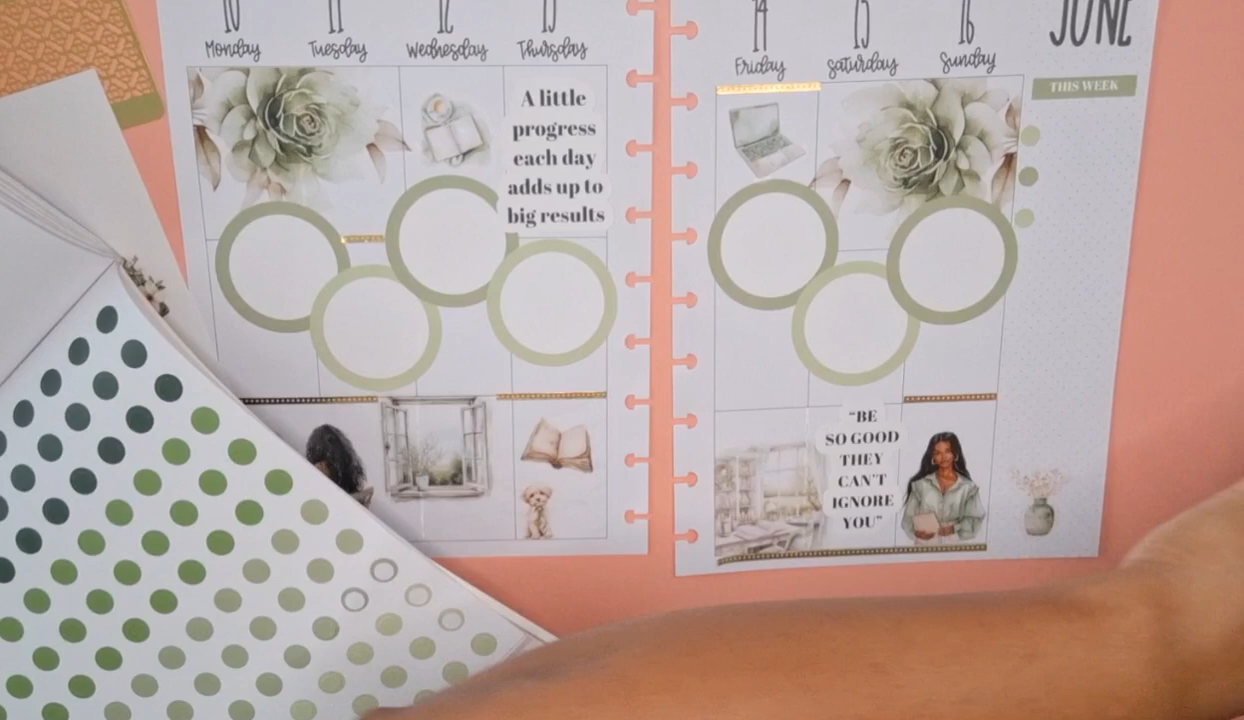 10 11 12 13
Monday Tuesday Wednesday Thursday
A little
progress
each day
adds up to
big results
14 15 16
Friday Saturday Sunday
JUNE
THIS WEEK
"BE
SO GOOD
THEY
CAN'T
IGNORE
YOU"